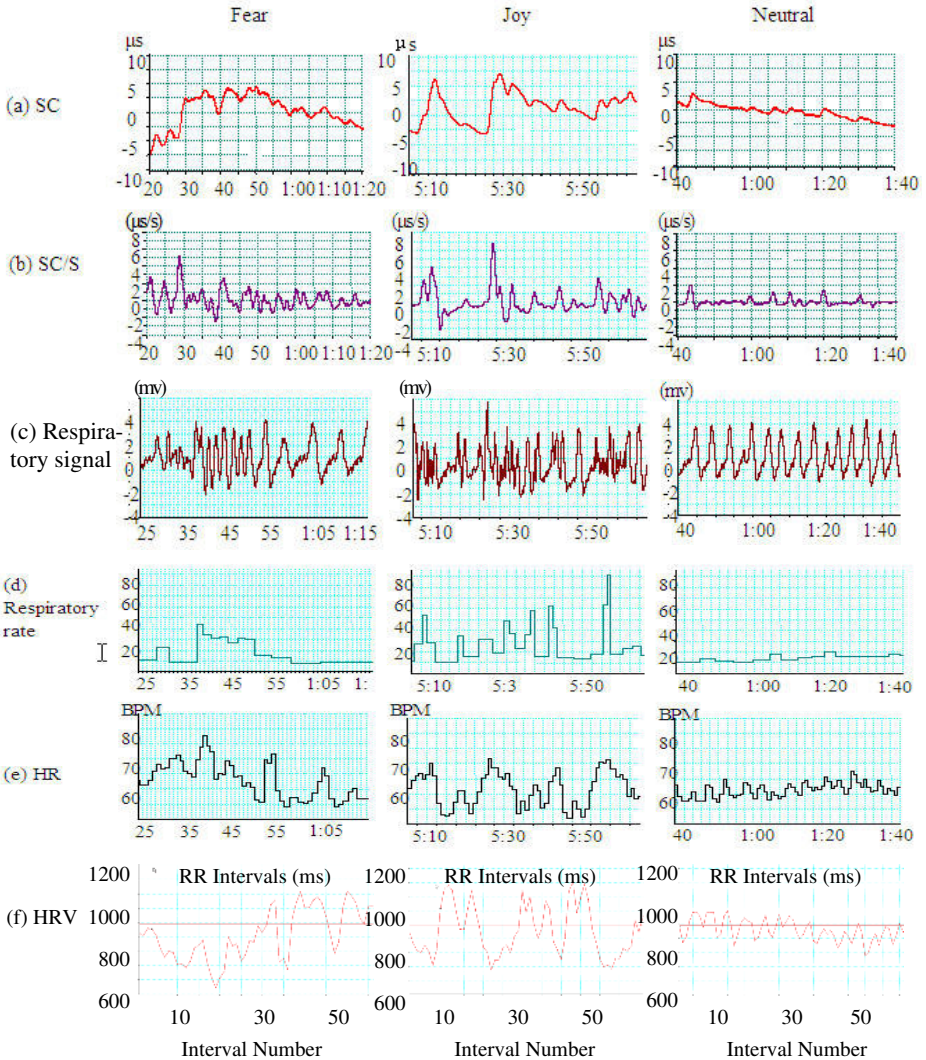 Fear Joy Neutral
µs µs µs
10 10 10
5 5 5
(a) SC
0 0 0
-5 -5 -5
-10 -10 -10
20 30 40 50 1:00 1:10 1:20 5:10 5:30 5:50 40 1:00 1:20 1:40
(µs/s) (µs/s) (µs/s)
8 8 8
6 6 6
(b) SC/S
4 4 4
2 2 2
0 0 0
-2 -2 -2
-4 -4 -4
20 30 40 50 1:00 1:10 1:20 5:10 5:30 5:50 40 1:00 1:20 1:40
(mv) (mv) (mv)
4 4 4
(c) Respira-
2 2 2
tory signal
0 0 0
-2 -2 -2
-4 -4 -4
25 35 45 55 1:05 1:15 5:10 5:30 5:50 40 1:00 1:20 1:40
(d)
80 80 80
Respiratory
60 60 60
rate
40 40 40
20 20 20
25 35 45 55 1:05 1: 5:10 5:3 5:50 40 1:00 1:20 1:40
BPM BPM BPM
80 80 80
70 70 70
(e) HR
60 60 60
25 35 45 55 1:05 5:10 5:30 5:50 40 1:00 1:20 1:40
1200 RR Intervals (ms) 1200 RR Intervals (ms) 1200 RR Intervals (ms)
(f) HRV 1000 1000 1000
800 800 800
600 600 600
10 30 50 10 30 50 10 30 50
Interval Number Interval Number Interval Number